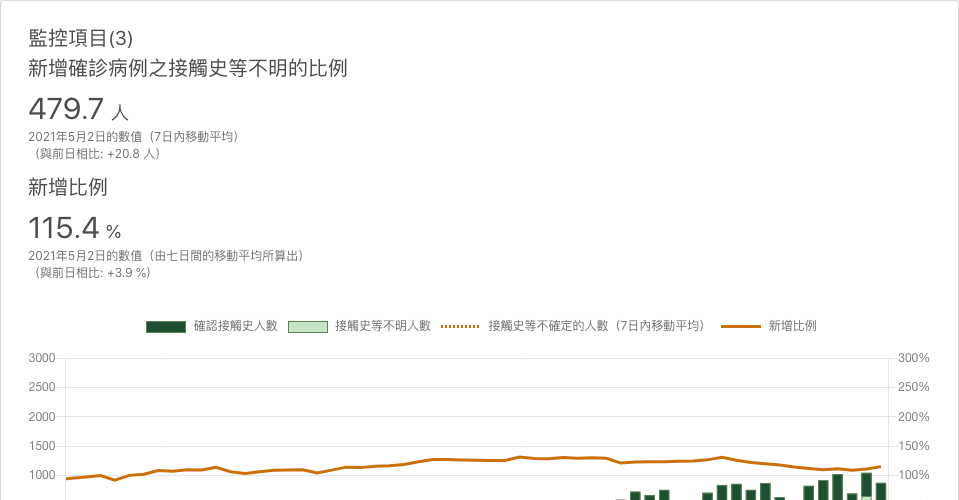 監控項目(3)
新增確診病例之接觸史等不明的比例
479.7 人
2021年5月2日的數值（7日內移動平均）
（與前日相比: +20.8 人）
新增比例
115.4 %
2021年5月2日的數值（由七日間的移動平均所算出）
（與前日相比: +3.9 %）
確認接觸史人數 接觸史等不明人數 接觸史等不確定的人數（7日內移動平均） 新增比例
3000 300%
2500 250%
2000 200%
1500 150%
1000 100%